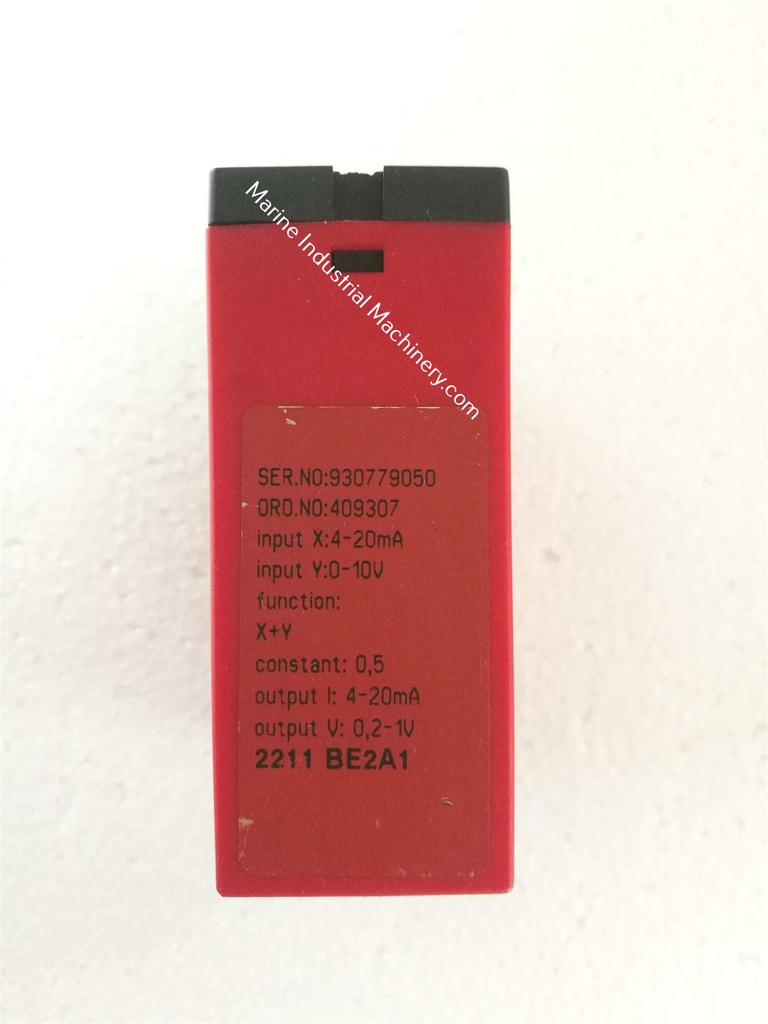 Marine Industrial Machinery.com
SER.NO:930779050
ORD.NO:409307
input X:4-20mA
input Y:0-10V
function:
X+Y
constant: 0,5
output I: 4-20mA
output V: 0,2-1V
2211 BE2A1